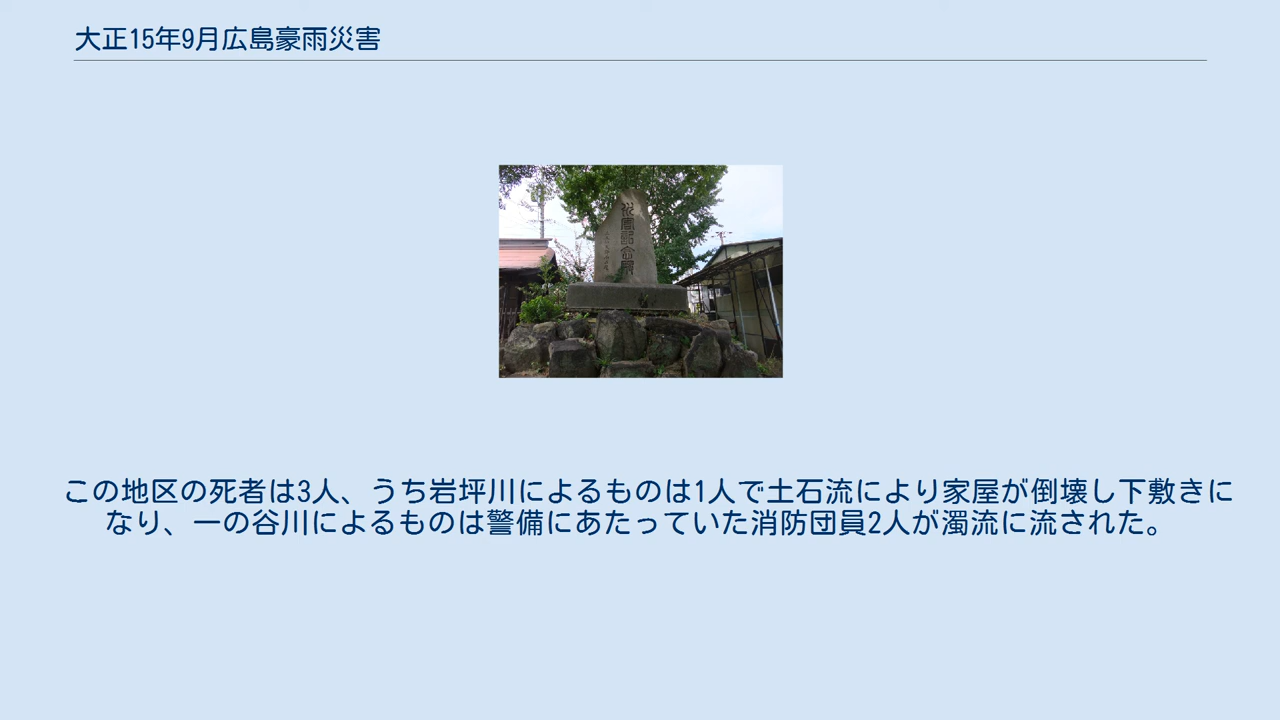 大正15年9月広島豪雨災害
この地区の死者は3人、うち岩坪川によるものは1人で土石流により家屋が倒壊し下敷きに
なり、一の谷川によるものは警備にあたっていた消防団員2人が濁流に流された。